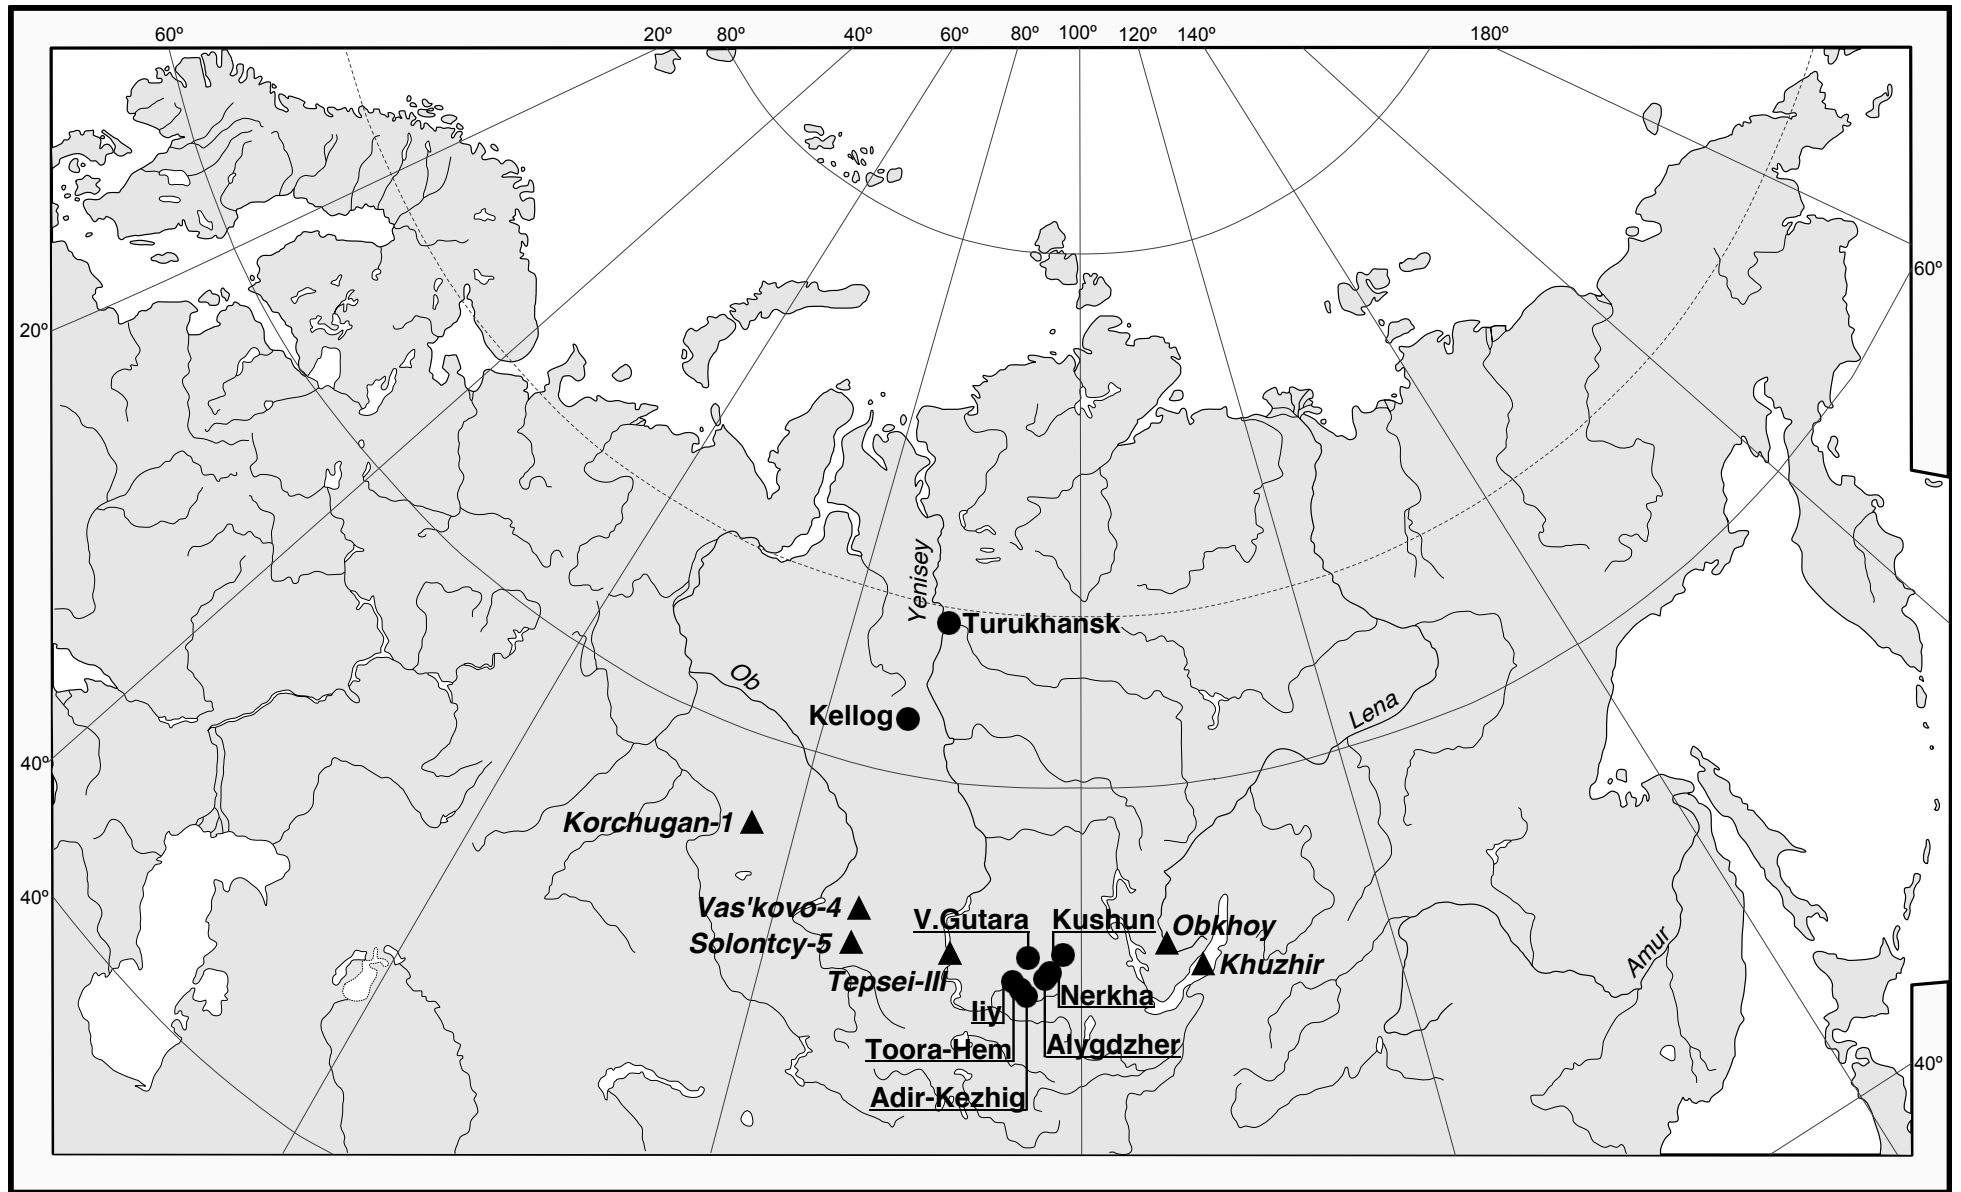 60º 20º 80º 40º 60º 80º 100º 120º 140º 180º
60º
20º
Yenisey
Turukhansk
Ob
Kellog
Lena
40º
Korchugan-1
40º
Vas'kovo-4
V.Gutara
Kushun
Obkhoy
Solontcy-5
Khuzhir
Amur
Tepsei-III
Nerkha
Iiy
Toora-Hem
Alygdzher
40º
Adir-Kezhig